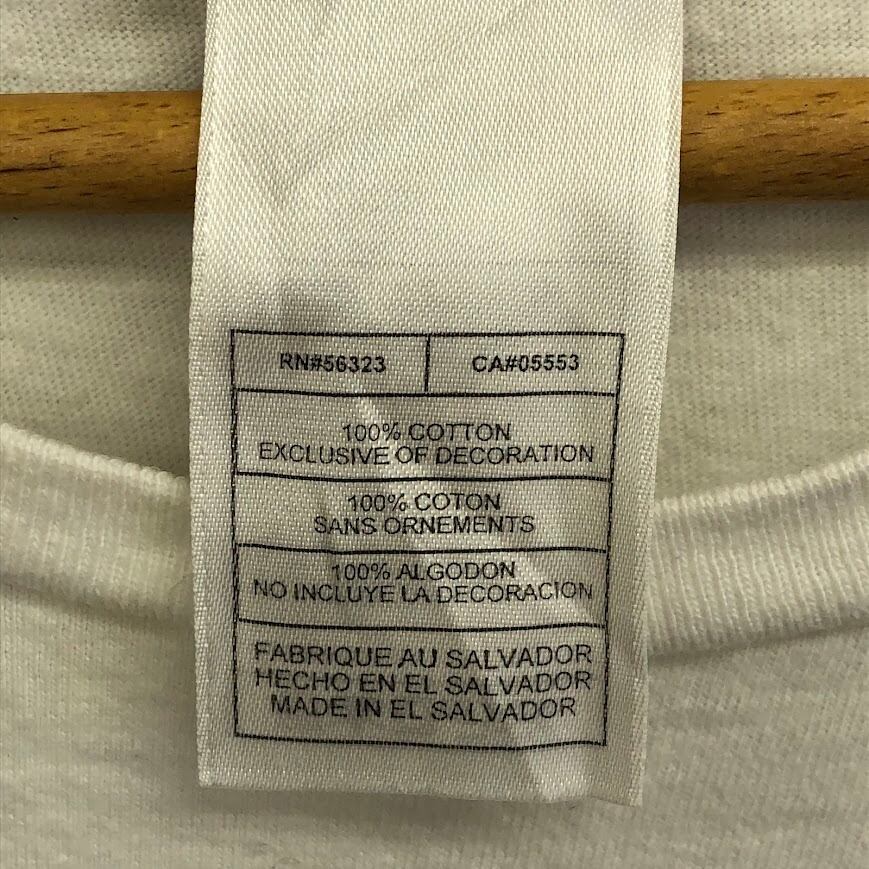 RN#56323 CA#05553
100% COTTON
EXCLUSIVE OF DECORATION
100% COTON
SANS ORNEMENTS
100% ALGODON
NO INCLUYE LA DECORACION
FABRIQUE AU SALVADOR
HECHO EN EL SALVADOR
MADE IN EL SALVADOR